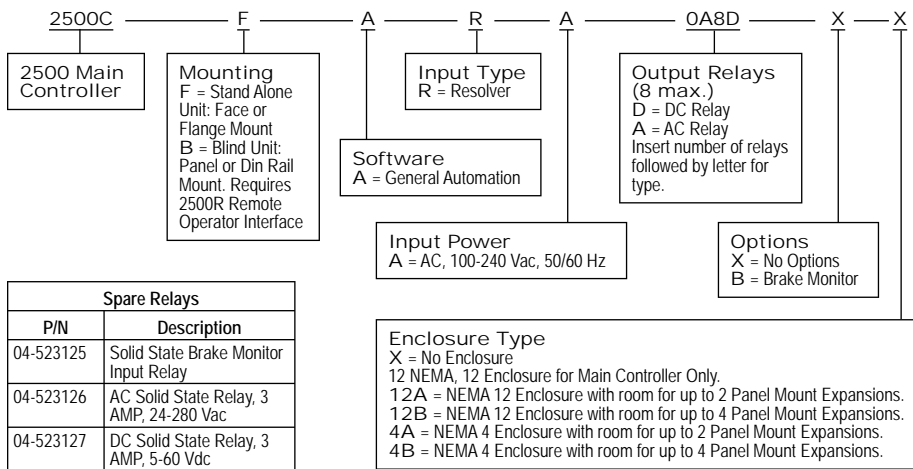 2500C F A R A 0A8D X X
2500 Main
Controller
Mounting
F = Stand Alone
Unit: Face or
Flange Mount
B = Blind Unit:
Panel or Din Rail
Mount. Requires
2500R Remote
Operator Interface
Software
A = General Automation
Input Type
R = Resolver
Input Power
A = AC, 100-240 Vac, 50/60 Hz
Output Relays
(8 max.)
D = DC Relay
A = AC Relay
Insert number of relays
followed by letter for
type.
Options
X = No Options
B = Brake Monitor
Enclosure Type
X = No Enclosure
12 NEMA, 12 Enclosure for Main Controller Only.
12A = NEMA 12 Enclosure with room for up to 2 Panel Mount Expansions.
12B = NEMA 12 Enclosure with room for up to 4 Panel Mount Expansions.
4A = NEMA 4 Enclosure with room for up to 2 Panel Mount Expansions.
4B = NEMA 4 Enclosure with room for up to 4 Panel Mount Expansions.
Spare Relays
P/N Description
04-523125 Solid State Brake Monitor
Input Relay
04-523126 AC Solid State Relay, 3
AMP, 24-280 Vac
04-523127 DC Solid State Relay, 3
AMP, 5-60 Vdc